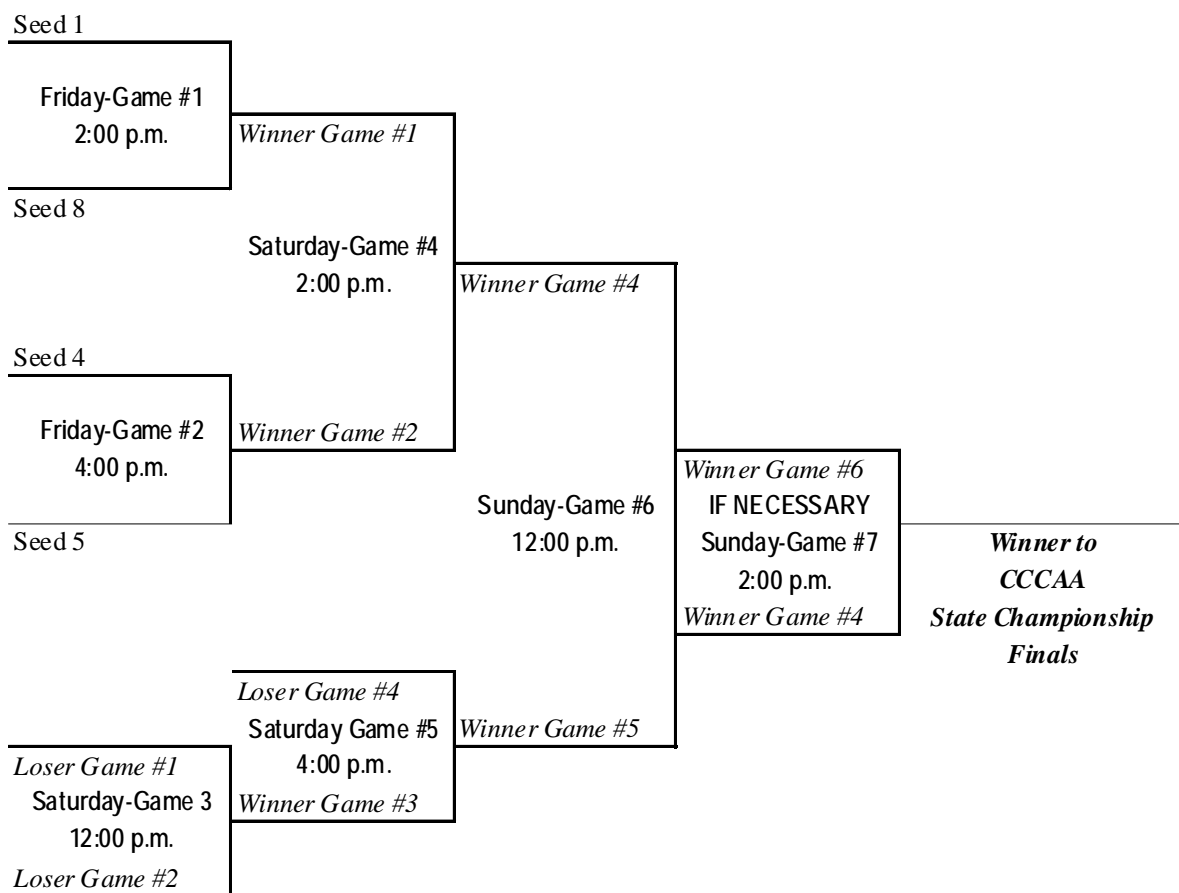 Seed 1
Friday-Game #1
2:00 p.m.
Winner Game #1
Seed 8
Saturday-Game #4
2:00 p.m.
Winner Game #4
Seed 4
Friday-Game #2
4:00 p.m.
Winner Game #2
Seed 5
Sunday-Game #6
12:00 p.m.
Winner Game #6
IF NECESSARY
Sunday-Game #7
2:00 p.m.
Winner Game #4
Winner to
CCCAA
State Championship
Finals
Loser Game #4
Saturday Game #5
4:00 p.m.
Winner Game #5
Loser Game #1
Saturday-Game 3
12:00 p.m.
Winner Game #3
Loser Game #2